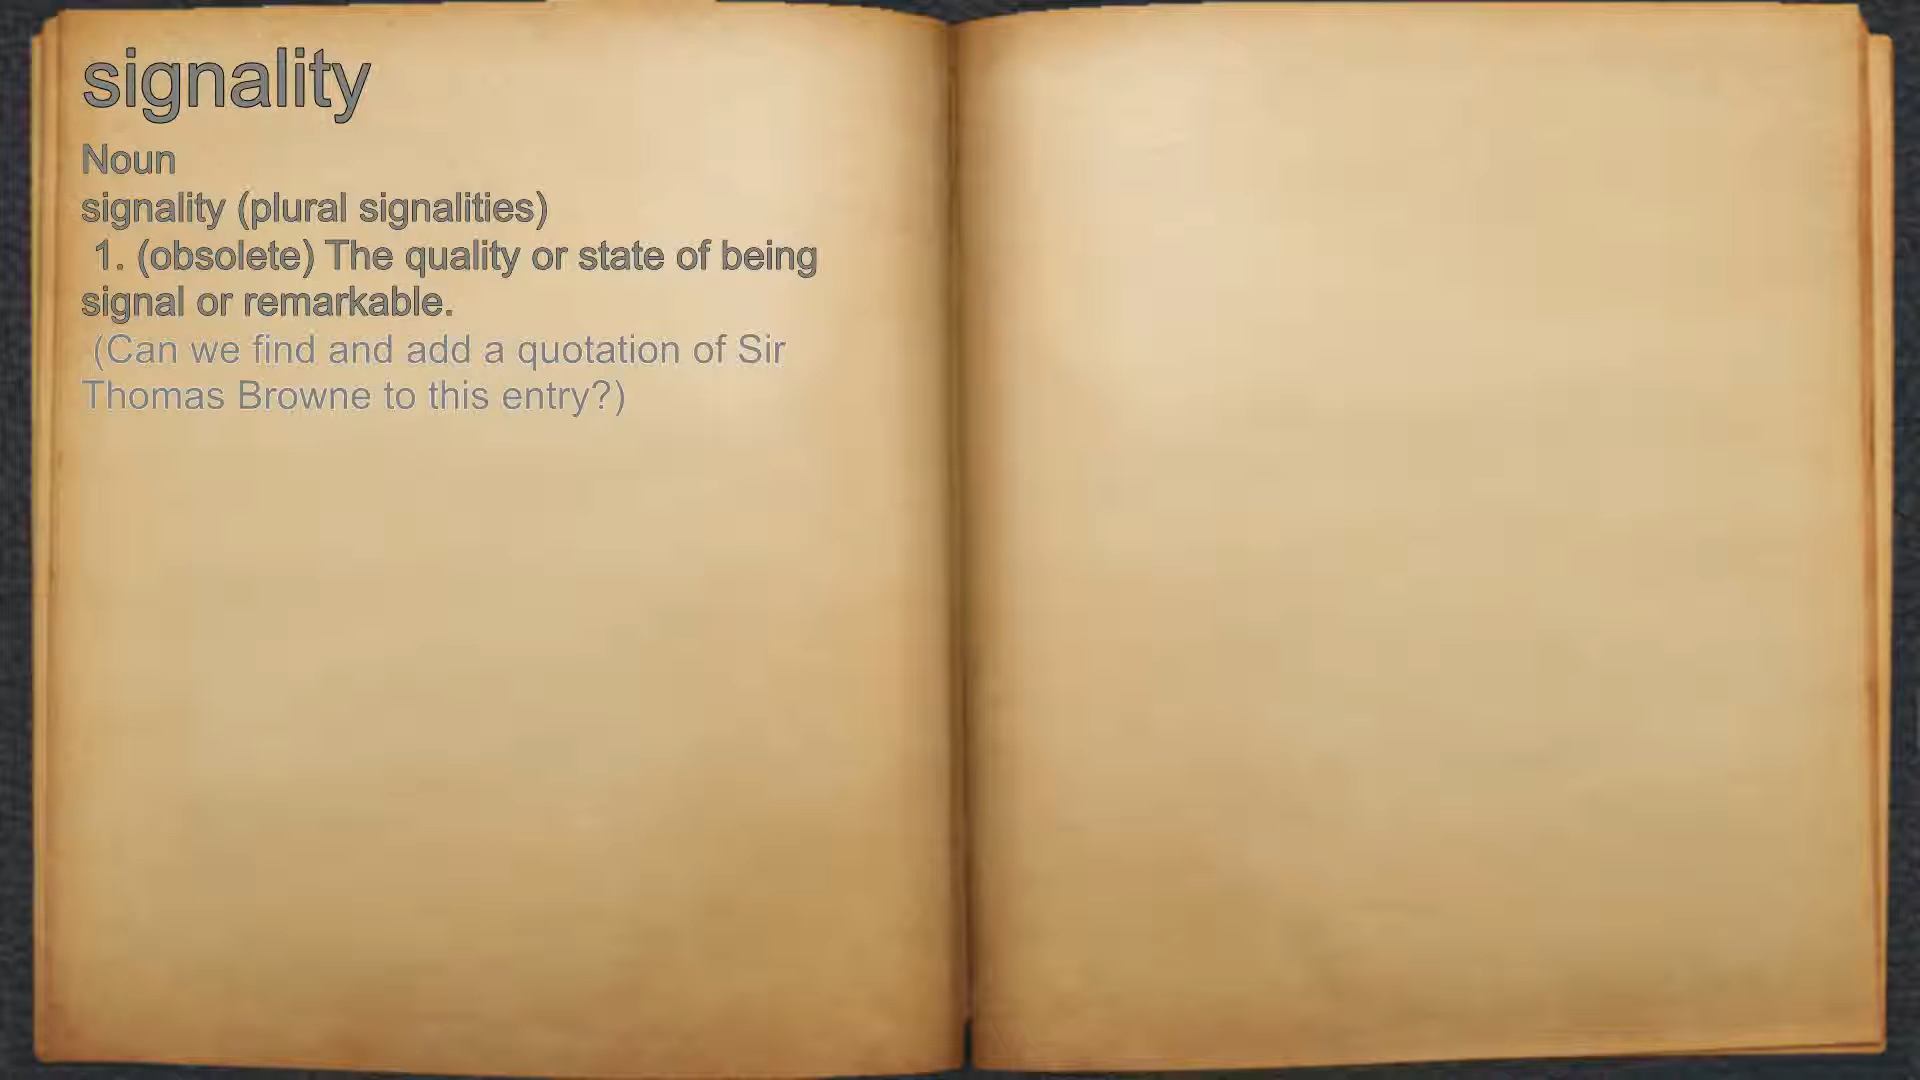 signality
Noun
signality (plural signalities)
1. (obsolete) The quality or state of being
signal or remarkable.
(Can we find and add a quotation of Sir
Thomas Browne to this entry?)